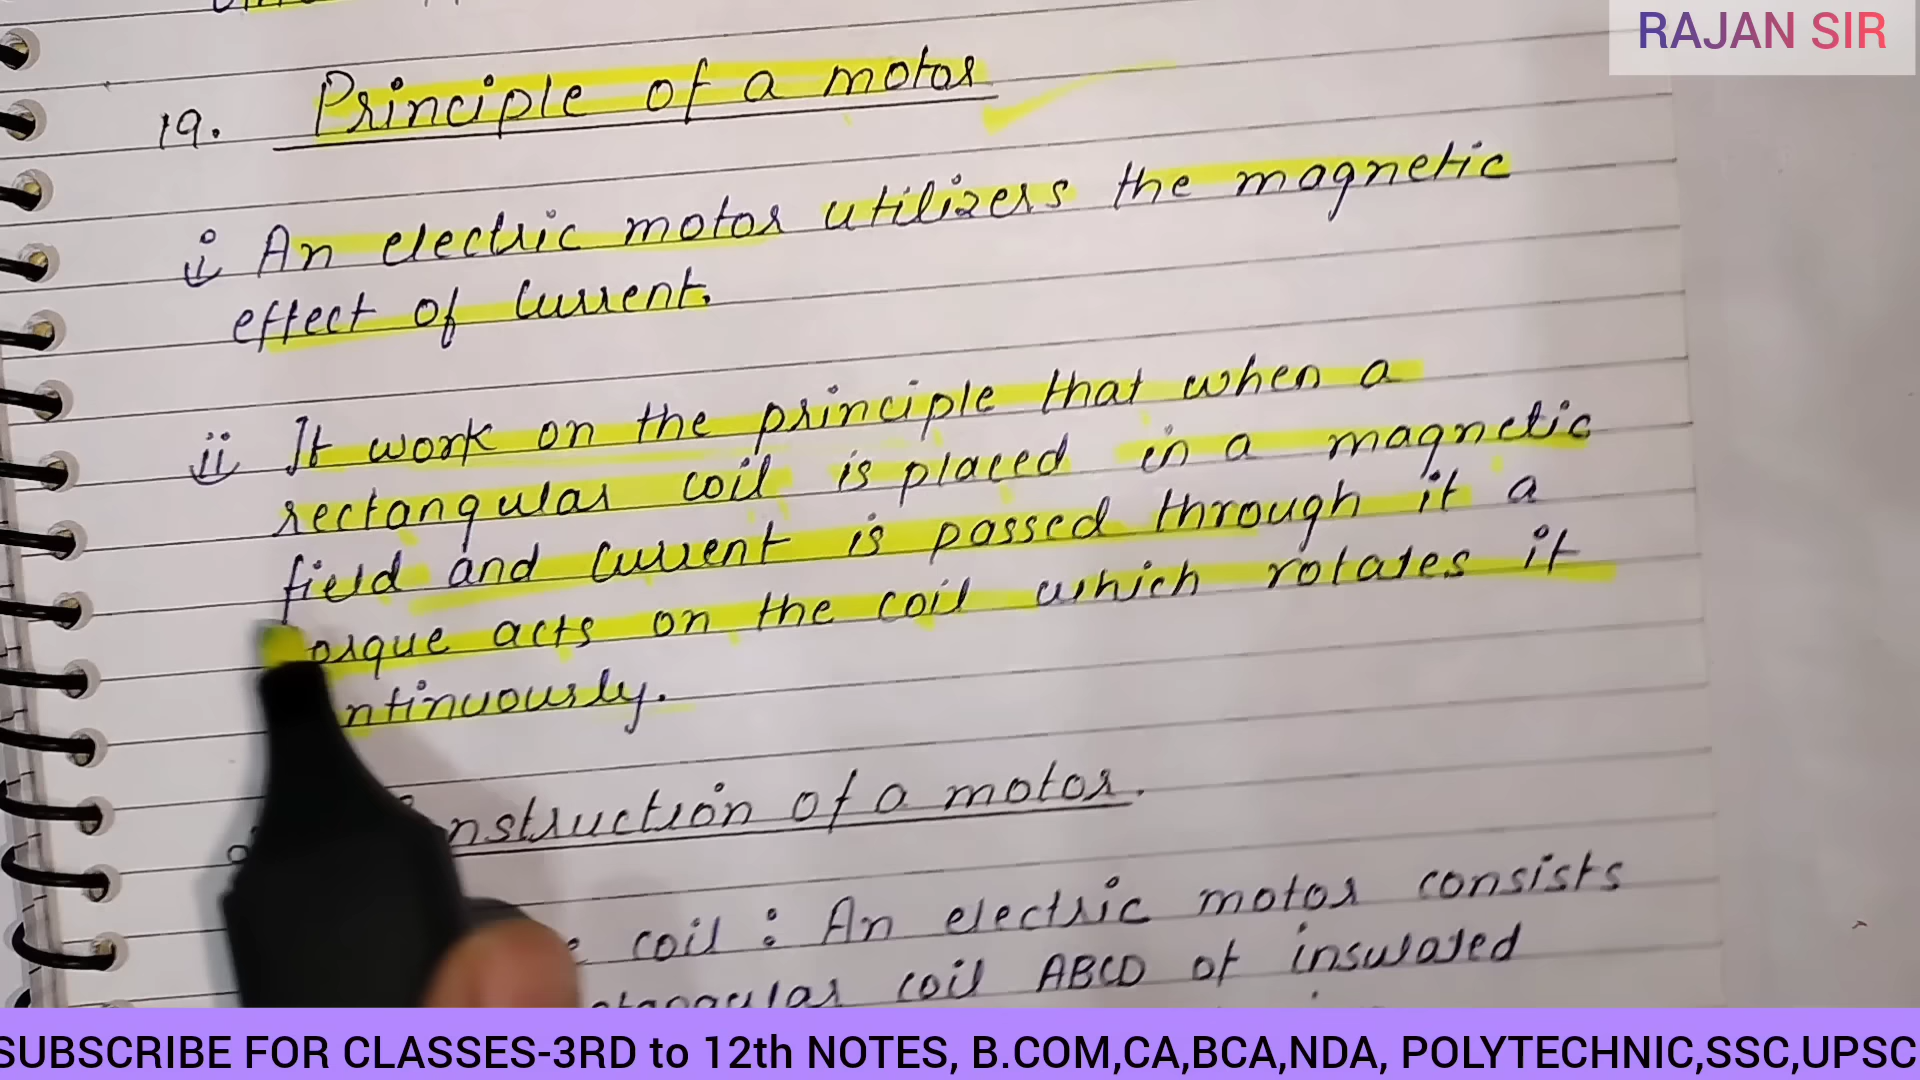 RAJAN SIR
19. Principle of a motor
i An electric motor utilizers the magnetic
effect of Current.
ii It work on the principle that when a
rectangular coil is placed in a magnetic
field and Current is passed through it a
orque acts on the coil which rotates it
ntinuously.
nstruction of a motor.
coil : An electric motor consists
coil ABCD of insulated
SUBSCRIBE FOR CLASSES-3RD to 12th NOTES, B.COM,CA,BCA,NDA, POLYTECHNIC,SSC,UPSC